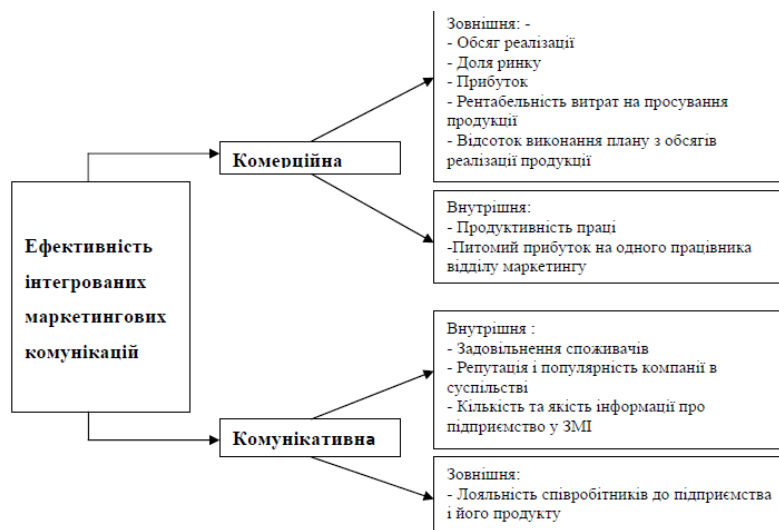 Ефективність
інтегрованих
маркетингових
комунікацій
Комерційна
Зовнішня: -
- Обсяг реалізації
- Доля ринку
- Прибуток
- Рентабельність витрат на просування
продукції
- Відсоток виконання плану з обсягів
реалізації продукції
Внутрішня:
- Продуктивність праці
-Питомий прибуток на одного працівника
відділу маркетингу
Комунікативна
Внутрішня :
- Задовільнення споживачів
- Репутація і популярність компанії в
суспільстві
- Кількість та якість інформації про
підприємство у ЗМІ
Зовнішня:
- Лояльність співробітників до підприємства
і його продукту